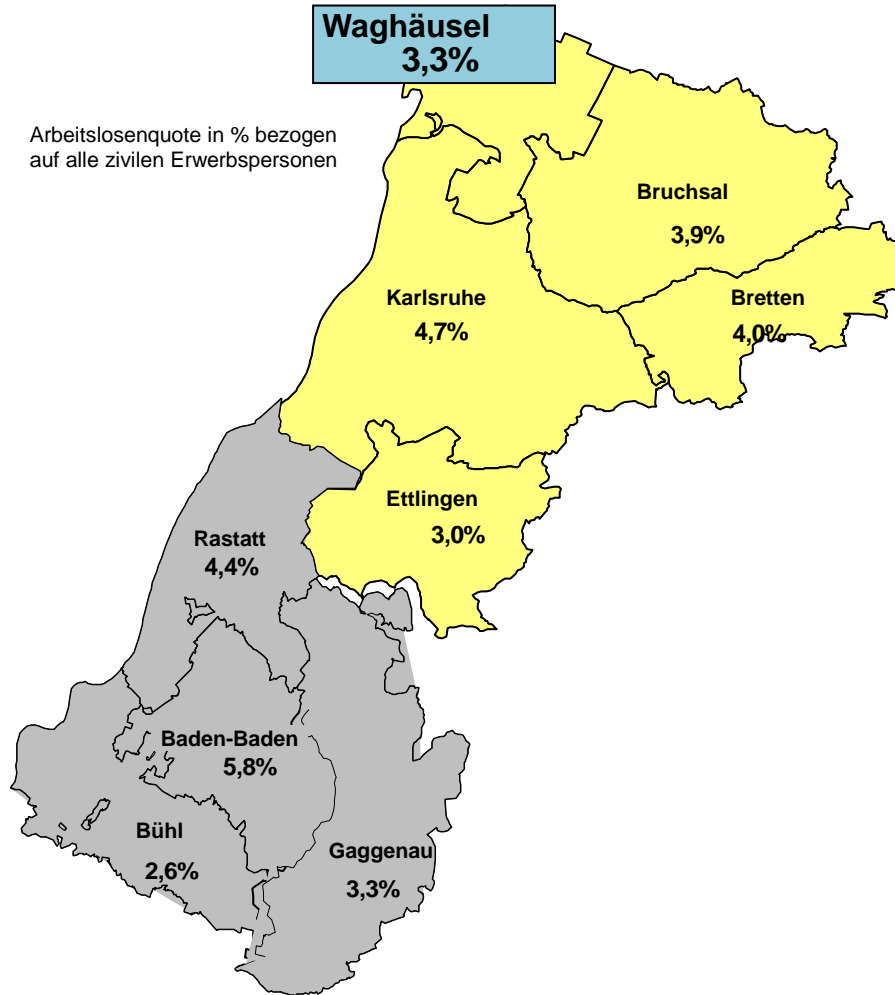 Waghäusel
3,3%
Arbeitslosenquote in % bezogen
auf alle zivilen Erwerbspersonen
Bruchsal
3,9%
Karlsruhe
4,7%
Bretten
4,0%
Ettlingen
3,0%
Rastatt
4,4%
Baden-Baden
5,8%
Bühl
2,6%
Gaggenau
3,3%